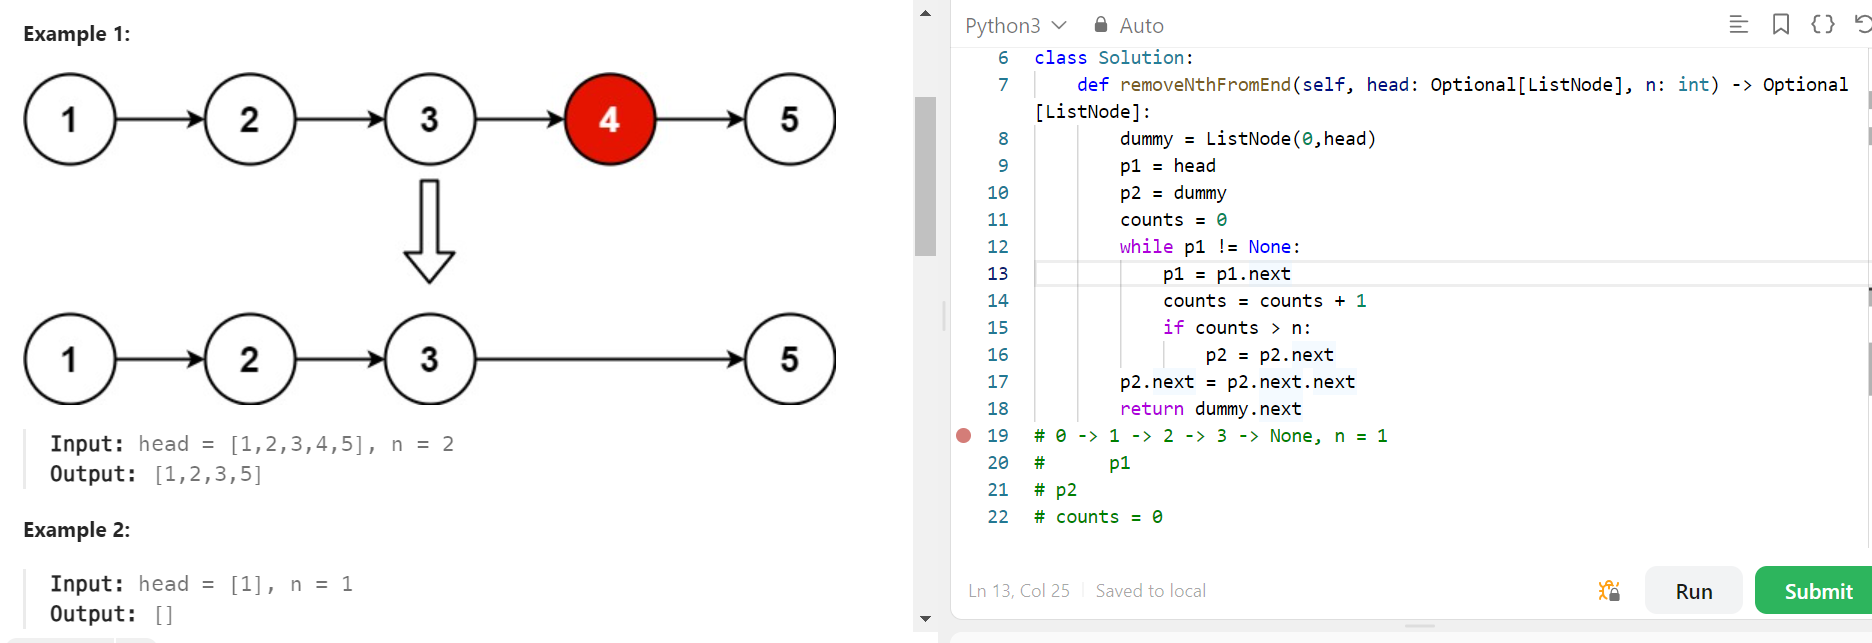 Example 1:
1 2 3 4 5
1 2 3 5
Input: head = [1,2,3,4,5], n = 2
Output: [1,2,3,5]
Example 2:
Input: head = [1], n = 1
Output: []
Python3 Auto
6 class Solution:
7 def removeNthFromEnd(self, head: Optional[ListNode], n: int) -> Optional
[ListNode]:
8 dummy = ListNode(0,head)
9 p1 = head
10 p2 = dummy
11 counts = 0
12 while p1 != None:
13 p1 = p1.next
14 counts = counts + 1
15 if counts > n:
16 p2 = p2.next
17 p2.next = p2.next.next
18 return dummy.next
19 # 0 -> 1 -> 2 -> 3 -> None, n = 1
20 #      p1
21 # p2
22 # counts = 0
Ln 13, Col 25 Saved to local
Run Submit